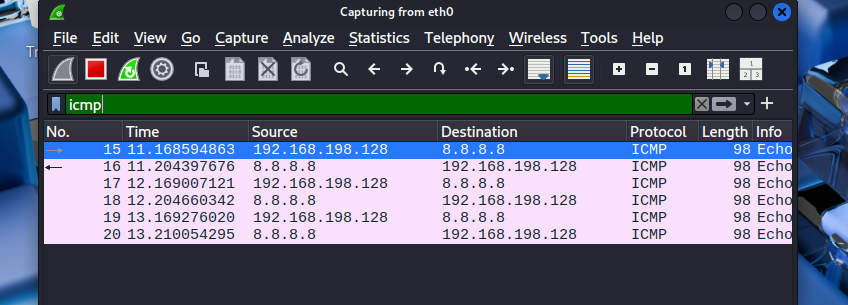 Capturing from eth0
File Edit View Go Capture Analyze Statistics Telephony Wireless Tools Help
icmp
No. Time Source Destination Protocol Length Info
15 11.168594863 192.168.198.128 8.8.8.8 ICMP 98 Echo
16 11.204397676 8.8.8.8 192.168.198.128 ICMP 98 Echo
17 12.169007121 192.168.198.128 8.8.8.8 ICMP 98 Echo
18 12.204660342 8.8.8.8 192.168.198.128 ICMP 98 Echo
19 13.169276020 192.168.198.128 8.8.8.8 ICMP 98 Echo
20 13.210054295 8.8.8.8 192.168.198.128 ICMP 98 Echo